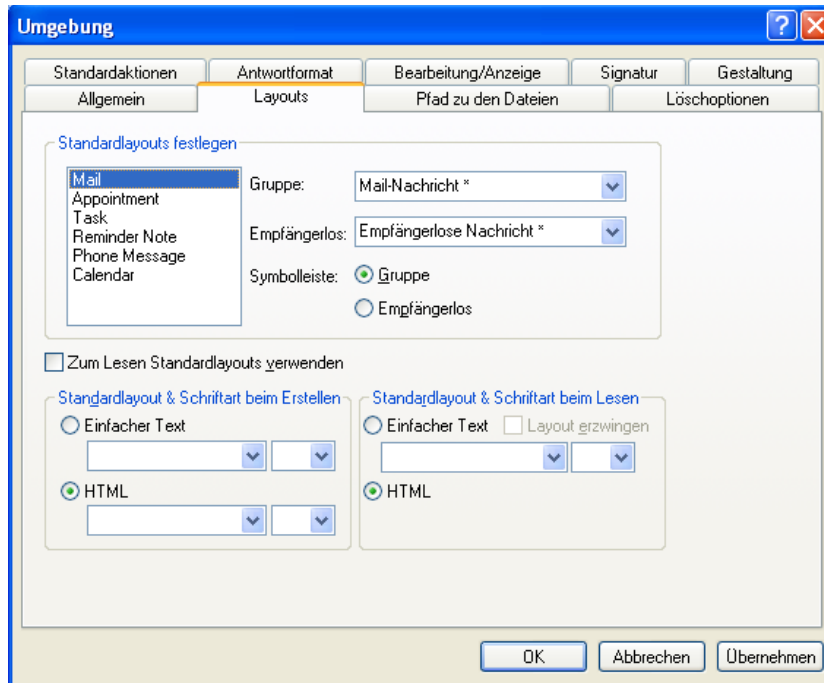 Umgebung
Standardaktionen Antwortformat Bearbeitung/Anzeige Signatur Gestaltung
Allgemein Layouts Pfad zu den Dateien Löschoptionen
Standardlayouts festlegen
Mail
Appointment
Task
Reminder Note
Phone Message
Calendar
Gruppe: Mail-Nachricht *
Empfängerlos: Empfängerlose Nachricht *
Symbolleiste: Gruppe
Empfängerlos
Zum Lesen Standardlayouts verwenden
Standardlayout & Schriftart beim Erstellen
Einfacher Text
HTML
Standardlayout & Schriftart beim Lesen
Einfacher Text Layout erzwingen
HTML
OK Abbrechen Übernehmen